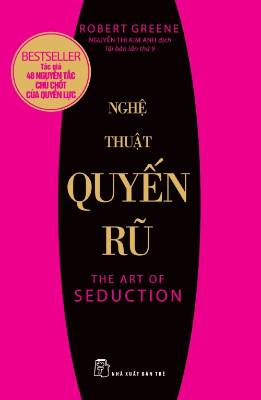 ROBERT GREENE
NGUYỄN THỊ KIM ANH dịch
Tái bản lần thứ 9
BESTSELLER
Tác giả
48 NGUYÊN TẮC
CHỦ CHỐT
CỦA QUYỀN LỰC
NGHỆ
THUẬT
QUYẾN
RŨ
THE ART OF
SEDUCTION
NHÀ XUẤT BẢN TRẺ